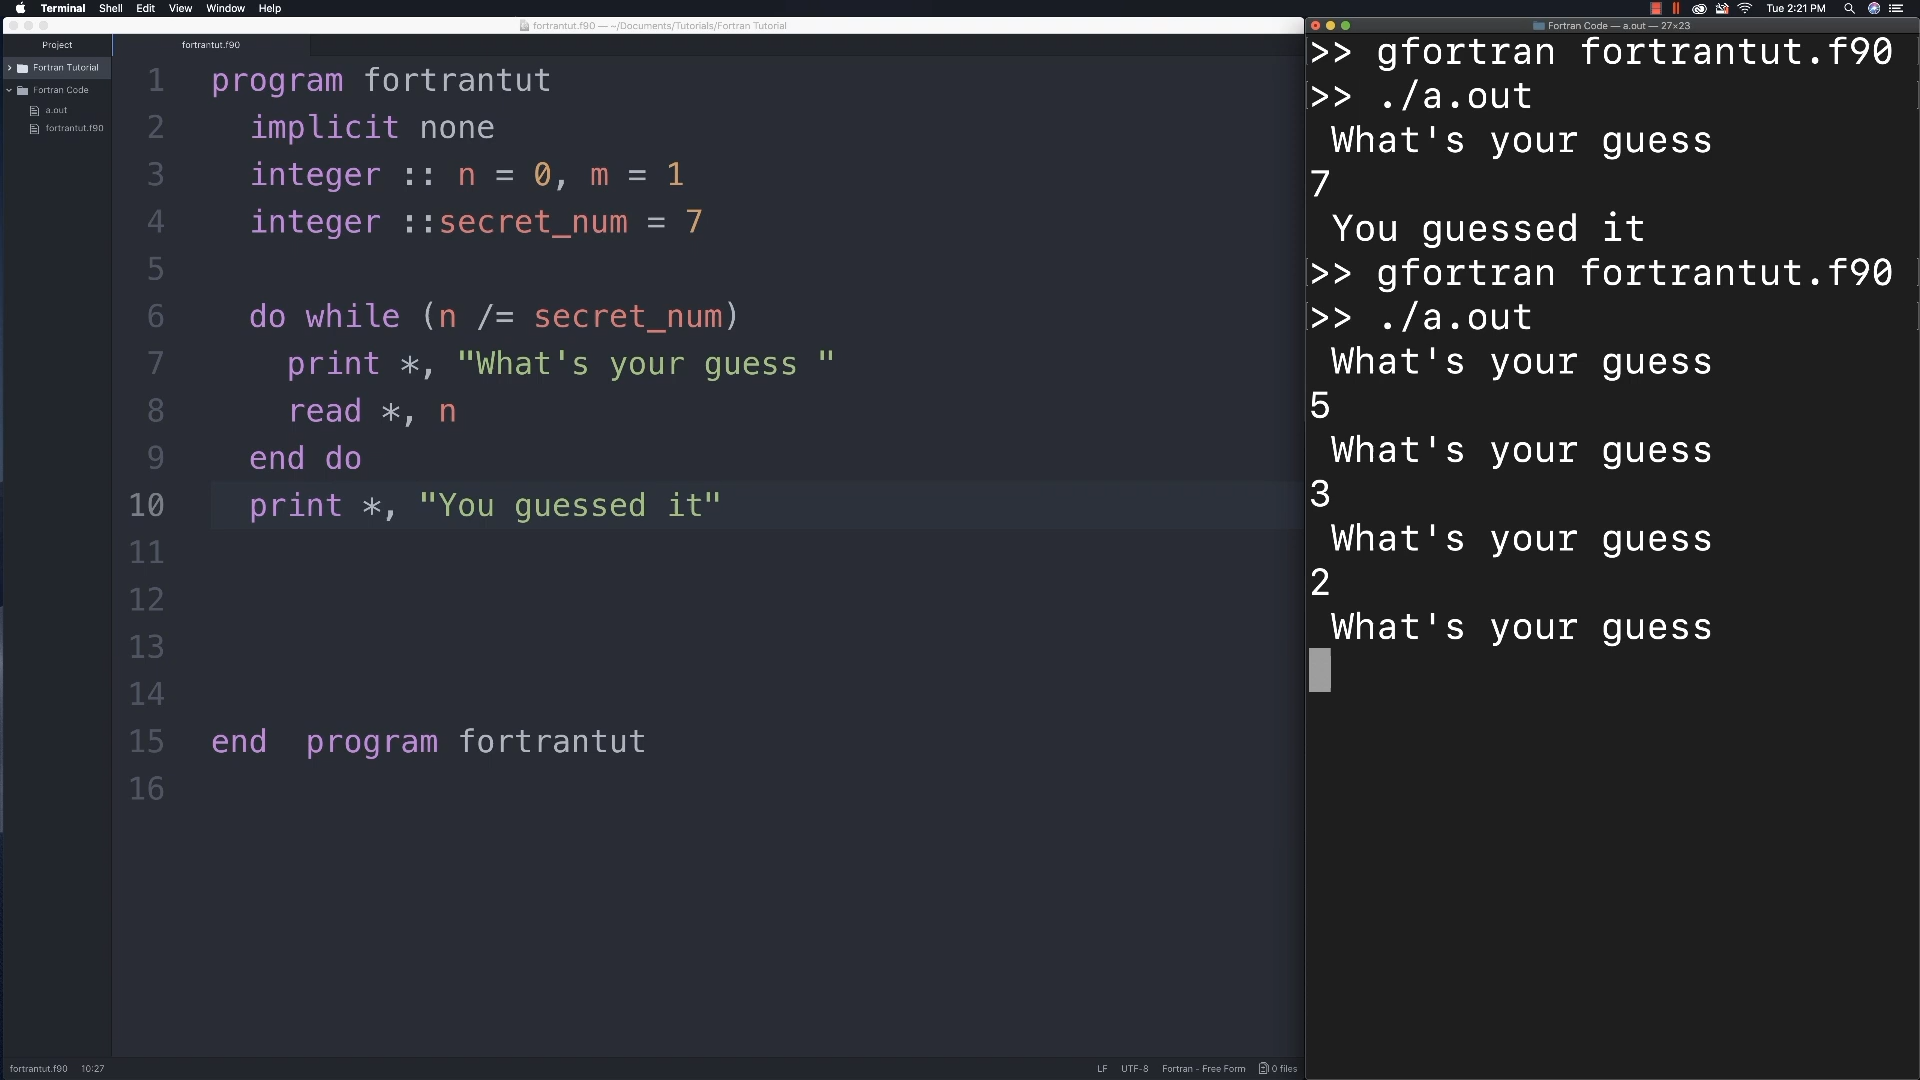 Terminal Shell Edit View Window Help
Tue 2:21 PM
fortrantut.f90 — ~/Documents/Tutorials/Fortran Tutorial
Project
Fortran Tutorial
Fortran Code
a.out
fortrantut.f90
fortrantut.f90
1 program fortrantut
2 implicit none
3 integer :: n = 0, m = 1
4 integer ::secret_num = 7
5
6 do while (n /= secret_num)
7 print *, "What's your guess "
8 read *, n
9 end do
10 print *, "You guessed it"
11
12
13
14
15 end  program fortrantut
16
fortrantut.f90 10:27
LF UTF-8 Fortran - Free Form 0 files
Fortran Code — a.out — 27×23
>> gfortran fortrantut.f90
>> ./a.out
What's your guess
7
You guessed it
>> gfortran fortrantut.f90
>> ./a.out
What's your guess
5
What's your guess
3
What's your guess
2
What's your guess